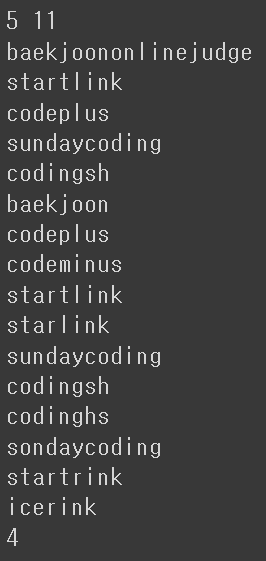 5 11
baekjoononlinejudge
startlink
codeplus
sundaycoding
codingsh
baekjoon
codeplus
codeminus
startlink
starlink
sundaycoding
codingsh
codinghs
sondaycoding
startrink
icerink
4